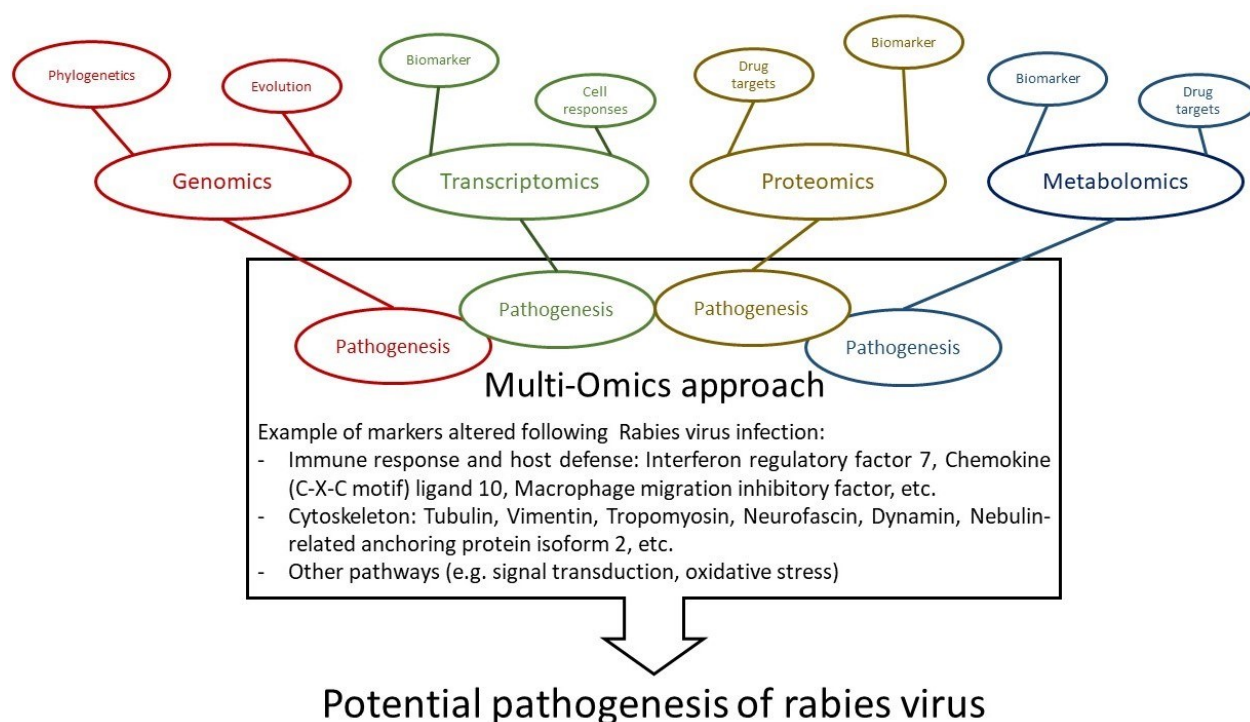 Phylogenetics
Evolution
Biomarker
Cell
responses
Drug
targets
Biomarker
Biomarker
Drug
targets
Genomics
Transcriptomics
Proteomics
Metabolomics
Pathogenesis
Pathogenesis
Pathogenesis
Pathogenesis
Multi-Omics approach
Example of markers altered following Rabies virus infection:
- Immune response and host defense: Interferon regulatory factor 7, Chemokine
(C-X-C motif) ligand 10, Macrophage migration inhibitory factor, etc.
- Cytoskeleton: Tubulin, Vimentin, Tropomyosin, Neurofascin, Dynamin, Nebulin-
related anchoring protein isoform 2, etc.
- Other pathways (e.g. signal transduction, oxidative stress)
Potential pathogenesis of rabies virus